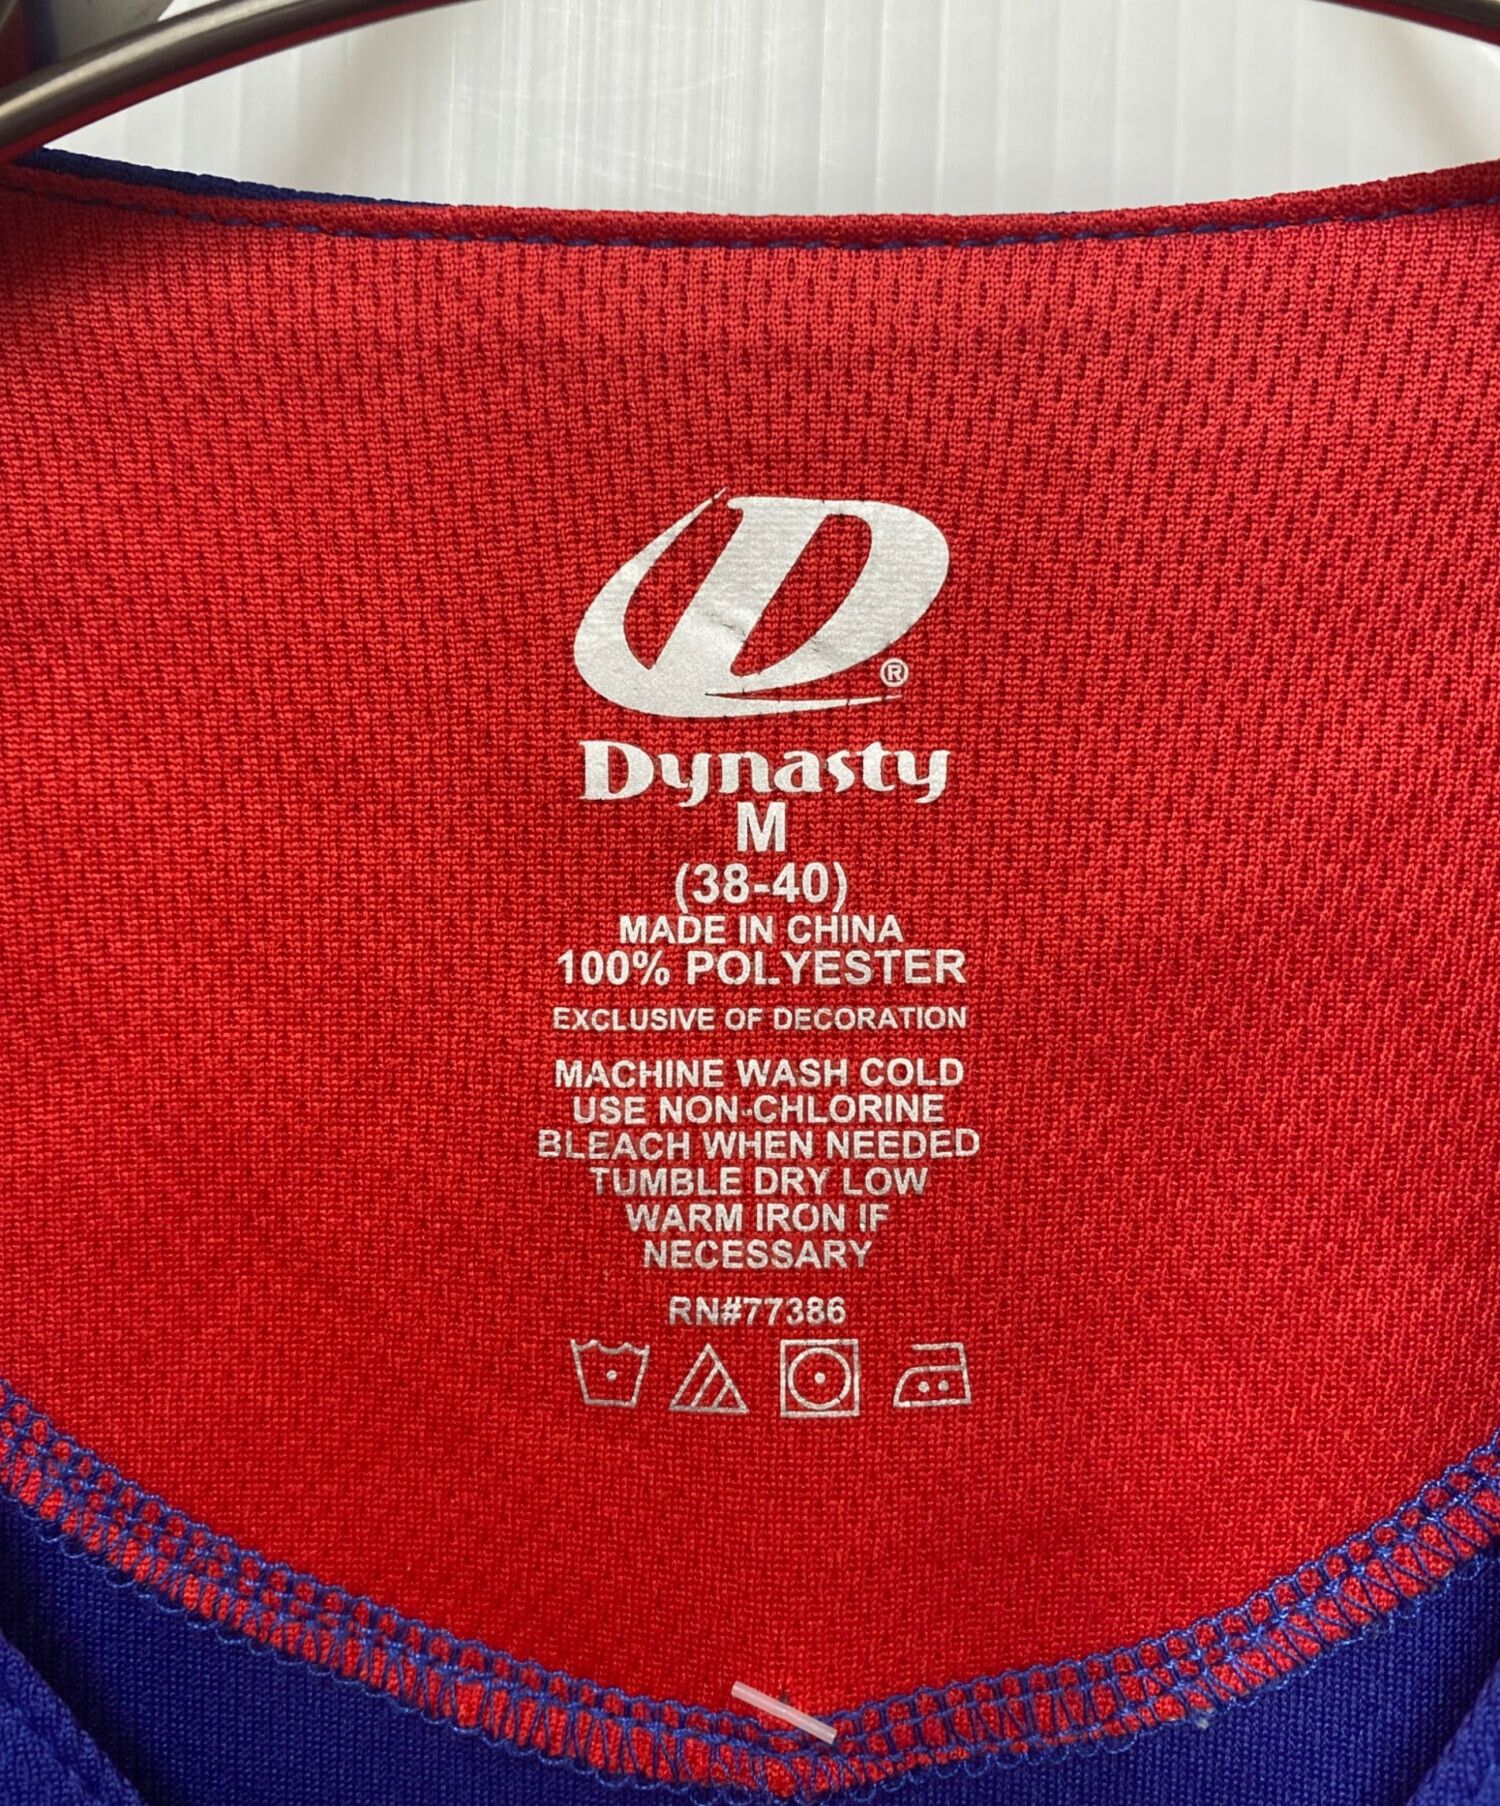 D®
Dynasty
M
(38-40)
MADE IN CHINA
100% POLYESTER
EXCLUSIVE OF DECORATION
MACHINE WASH COLD
USE NON-CHLORINE
BLEACH WHEN NEEDED
TUMBLE DRY LOW
WARM IRON IF
NECESSARY
RN#77386